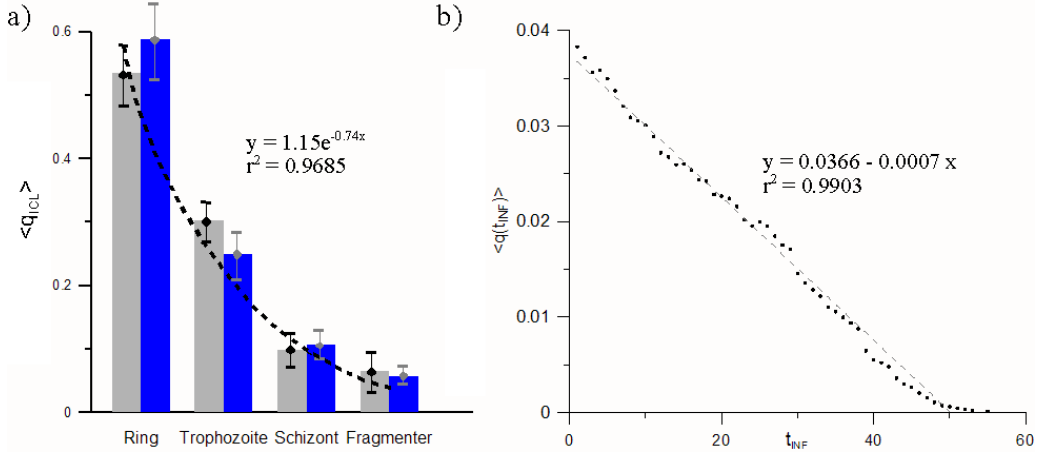 a)
0.6
0.4
0.2
0
<q_ICL>
y = 1.15e^-0.74x
r² = 0.9685
Ring Trophozoite Schizont Fragmenter
b)
0.04
0.03
0.02
0.01
0
<q(t_INF)>
y = 0.0366 - 0.0007 x
r² = 0.9903
0 20 40 60
t_INF